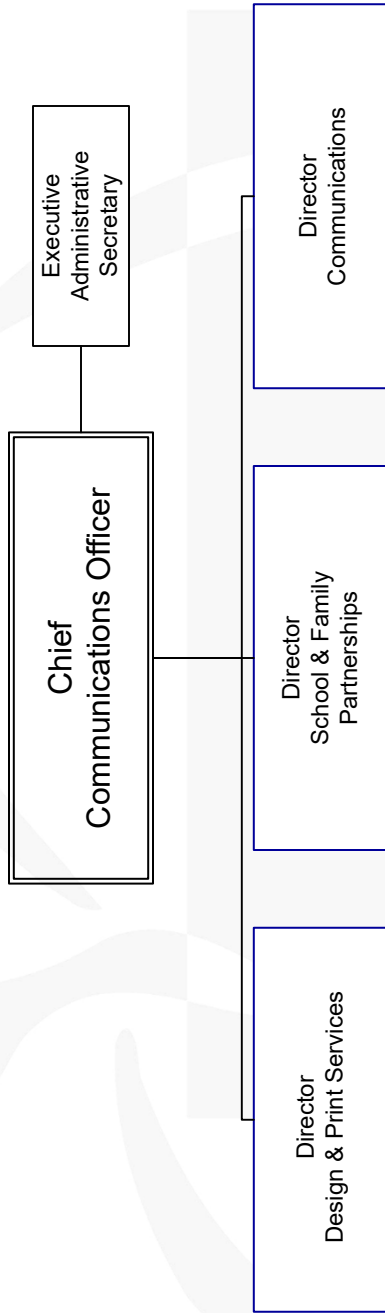 Chief
Communications Officer
Executive
Administrative
Secretary
Director
Design & Print Services
Director
School & Family
Partnerships
Director
Communications